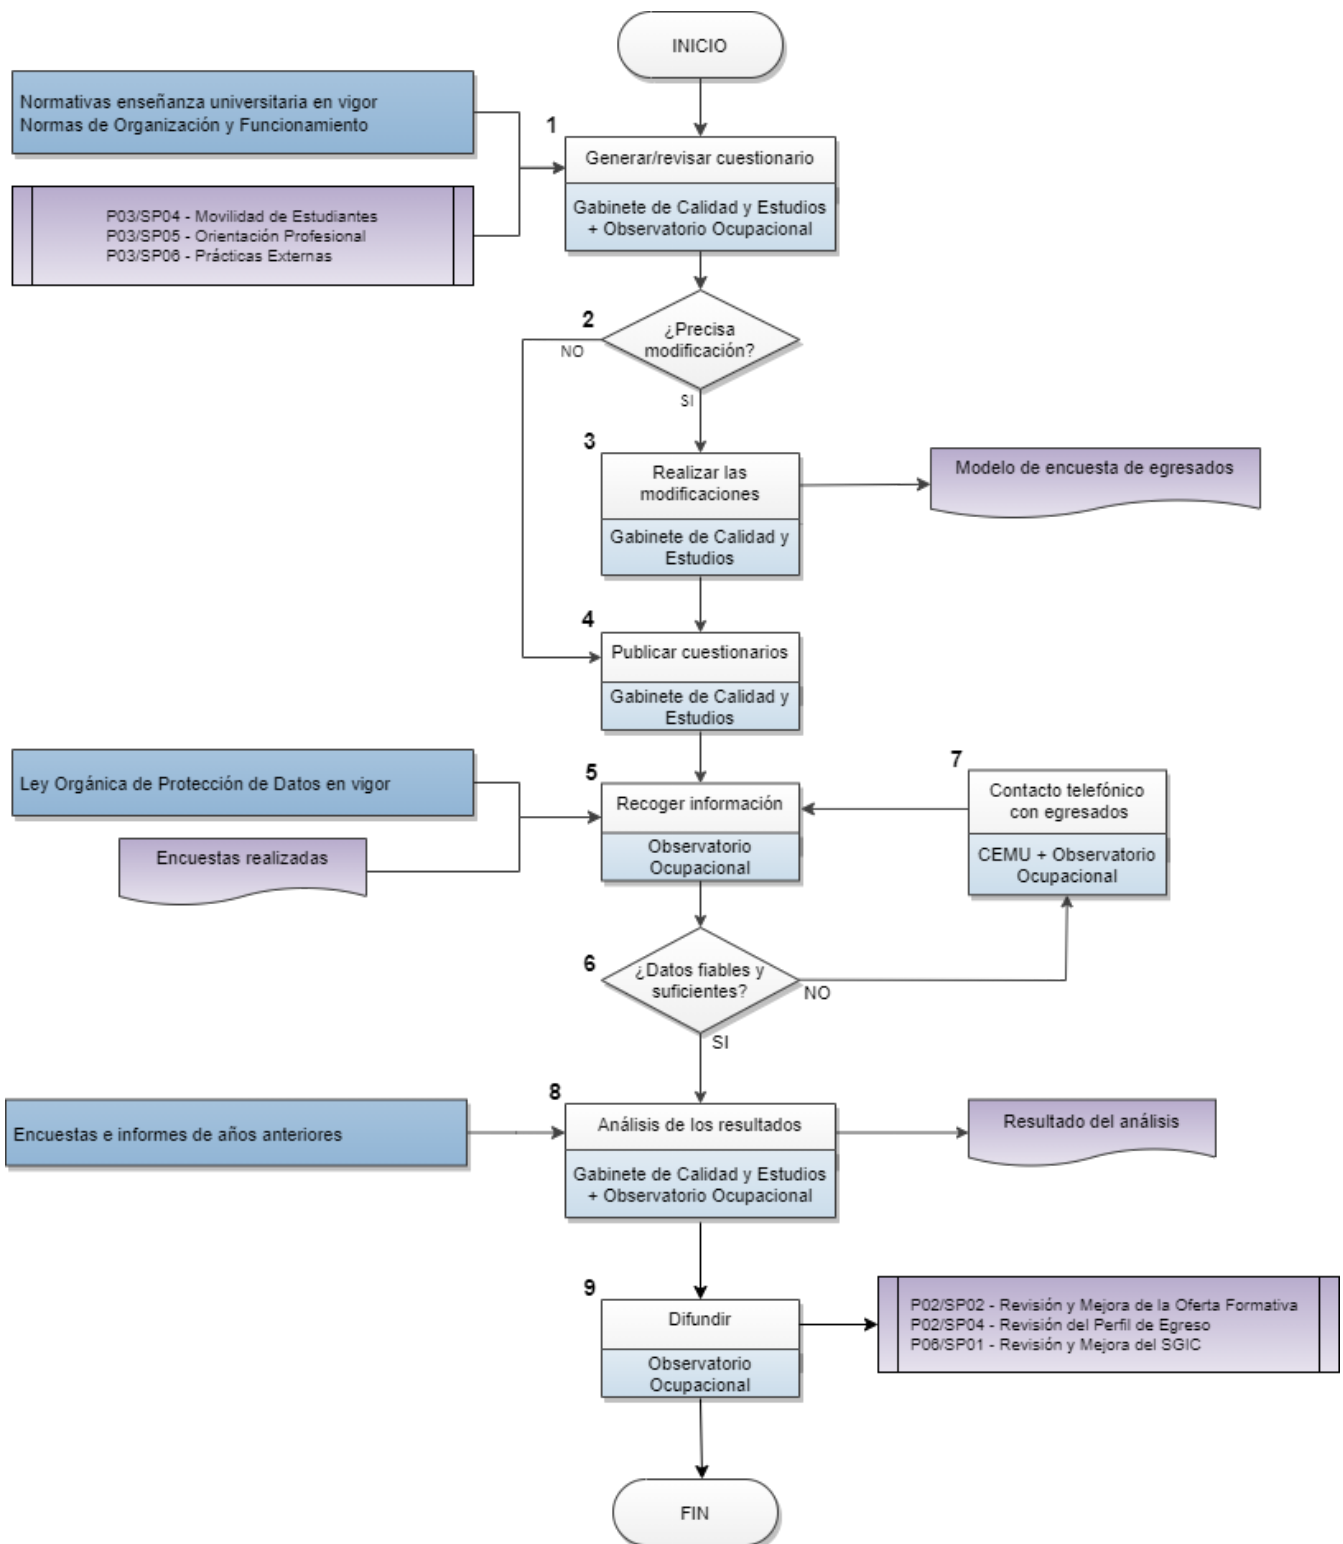 INICIO
Normativas enseñanza universitaria en vigor
Normas de Organización y Funcionamiento
1
Generar/revisar cuestionario
Gabinete de Calidad y Estudios
+ Observatorio Ocupacional
P03/SP04 - Movilidad de Estudiantes
P03/SP05 - Orientación Profesional
P03/SP06 - Prácticas Externas
2
¿Precisa
modificación?
NO
SI
3
Realizar las
modificaciones
Gabinete de Calidad y
Estudios
Modelo de encuesta de egresados
4
Publicar cuestionarios
Gabinete de Calidad y
Estudios
Ley Orgánica de Protección de Datos en vigor
Encuestas realizadas
5
Recoger información
Observatorio
Ocupacional
7
Contacto telefónico
con egresados
CEMU + Observatorio
Ocupacional
6
¿Datos fiables y
suficientes?
NO
SI
8
Encuestas e informes de años anteriores
Análisis de los resultados
Gabinete de Calidad y Estudios
+ Observatorio Ocupacional
Resultado del análisis
9
Difundir
Observatorio
Ocupacional
P02/SP02 - Revisión y Mejora de la Oferta Formativa
P02/SP04 - Revisión del Perfil de Egreso
P06/SP01 - Revisión y Mejora del SGIC
FIN